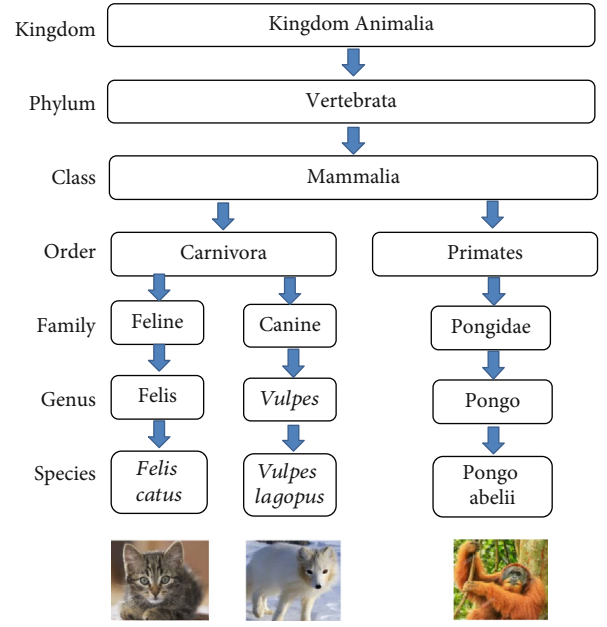 Kingdom
Kingdom Animalia
Phylum
Vertebrata
Class
Mammalia
Order
Carnivora
Primates
Family
Feline
Canine
Pongidae
Genus
Felis
Vulpes
Pongo
Species
Felis
catus
Vulpes
lagopus
Pongo
abelii